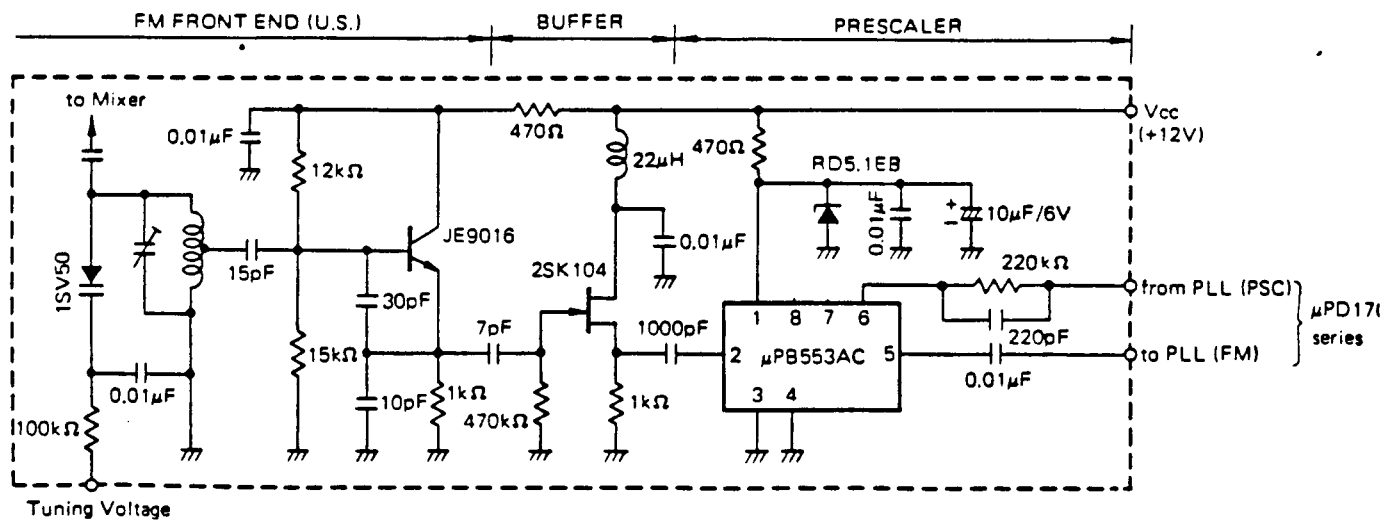 FM FRONT END (U.S.)
BUFFER
PRESCALER
to Mixer
0.01μF
12kΩ
470Ω
22μH
470Ω
Vcc
(+12V)
RD5.1EB
0.01μF
+
−
10μF/6V
JE9016
0.01μF
1SV50
15pF
30pF
2SK104
220kΩ
from PLL (PSC)
7pF
1000pF
1
8
7
6
220pF
μPD170
series
15kΩ
2
μPB553AC
5
to PLL (FM)
0.01μF
0.01μF
10pF
1kΩ
470kΩ
1kΩ
3
4
100kΩ
Tuning Voltage